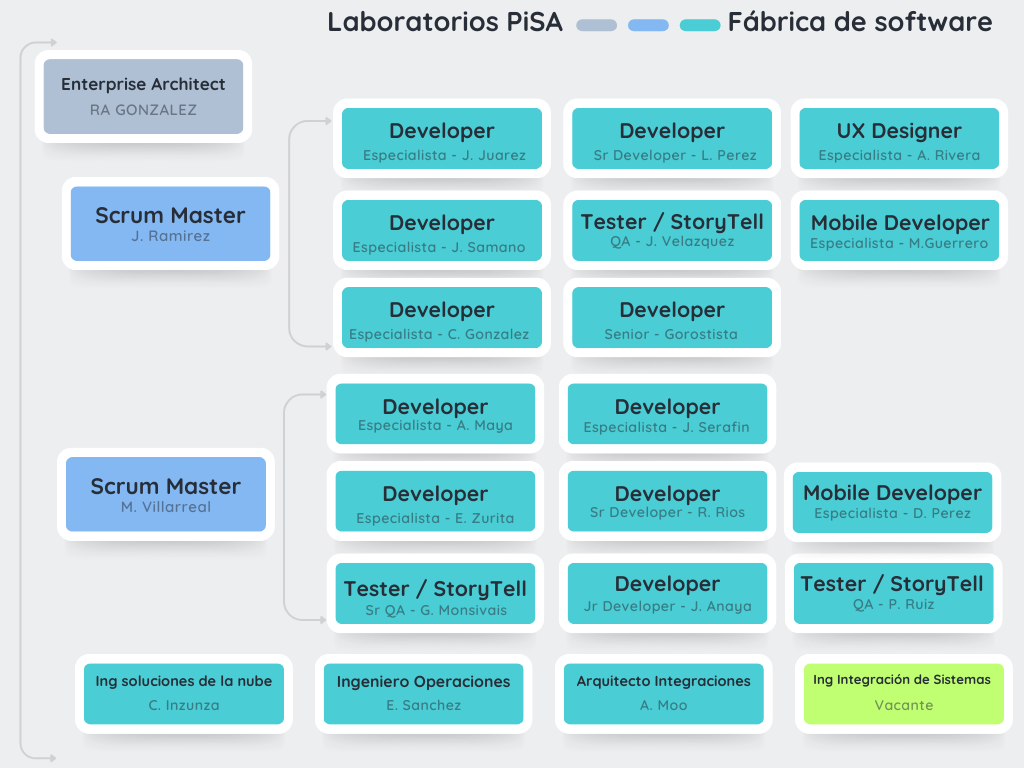 Laboratorios PiSA Fábrica de software
Enterprise Architect
RA GONZALEZ
Scrum Master
J. Ramirez
Developer
Especialista - J. Juarez
Developer
Sr Developer - L. Perez
UX Designer
Especialista - A. Rivera
Developer
Especialista - J. Samano
Tester / StoryTell
QA - J. Velazquez
Mobile Developer
Especialista - M.Guerrero
Developer
Especialista - C. Gonzalez
Developer
Senior - Gorostista
Scrum Master
M. Villarreal
Developer
Especialista - A. Maya
Developer
Especialista - J. Serafin
Developer
Especialista - E. Zurita
Developer
Sr Developer - R. Rios
Mobile Developer
Especialista - D. Perez
Tester / StoryTell
Sr QA - G. Monsivais
Developer
Jr Developer - J. Anaya
Tester / StoryTell
QA - P. Ruiz
Ing soluciones de la nube
C. Inzunza
Ingeniero Operaciones
E. Sanchez
Arquitecto Integraciones
A. Moo
Ing Integración de Sistemas
Vacante